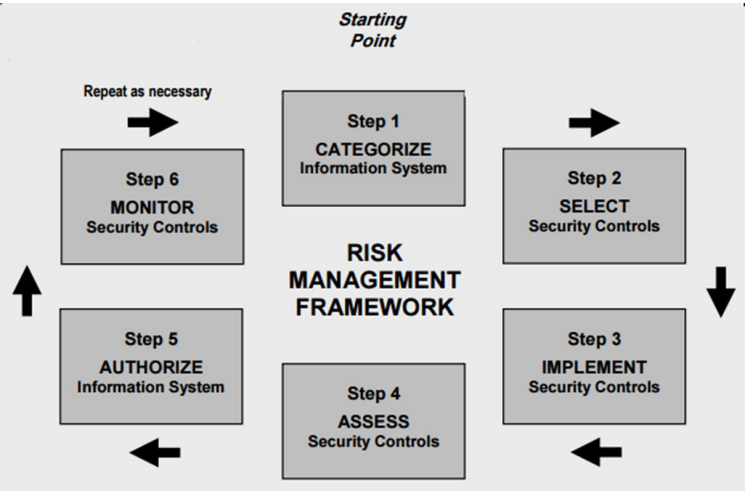 Starting
Point
Repeat as necessary
Step 1
CATEGORIZE
Information System
Step 2
SELECT
Security Controls
Step 3
IMPLEMENT
Security Controls
Step 4
ASSESS
Security Controls
Step 5
AUTHORIZE
Information System
Step 6
MONITOR
Security Controls
RISK
MANAGEMENT
FRAMEWORK